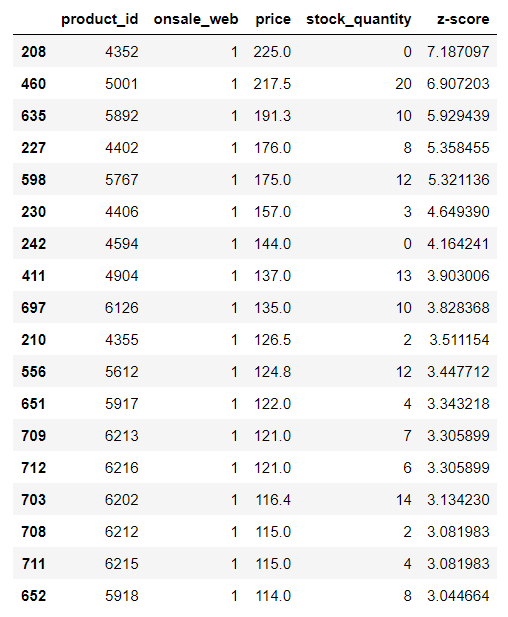 product_id onsale_web price stock_quantity z-score
208 4352 1 225.0 0 7.187097
460 5001 1 217.5 20 6.907203
635 5892 1 191.3 10 5.929439
227 4402 1 176.0 8 5.358455
598 5767 1 175.0 12 5.321136
230 4406 1 157.0 3 4.649390
242 4594 1 144.0 0 4.164241
411 4904 1 137.0 13 3.903006
697 6126 1 135.0 10 3.828368
210 4355 1 126.5 2 3.511154
556 5612 1 124.8 12 3.447712
651 5917 1 122.0 4 3.343218
709 6213 1 121.0 7 3.305899
712 6216 1 121.0 6 3.305899
703 6202 1 116.4 14 3.134230
708 6212 1 115.0 2 3.081983
711 6215 1 115.0 4 3.081983
652 5918 1 114.0 8 3.044664